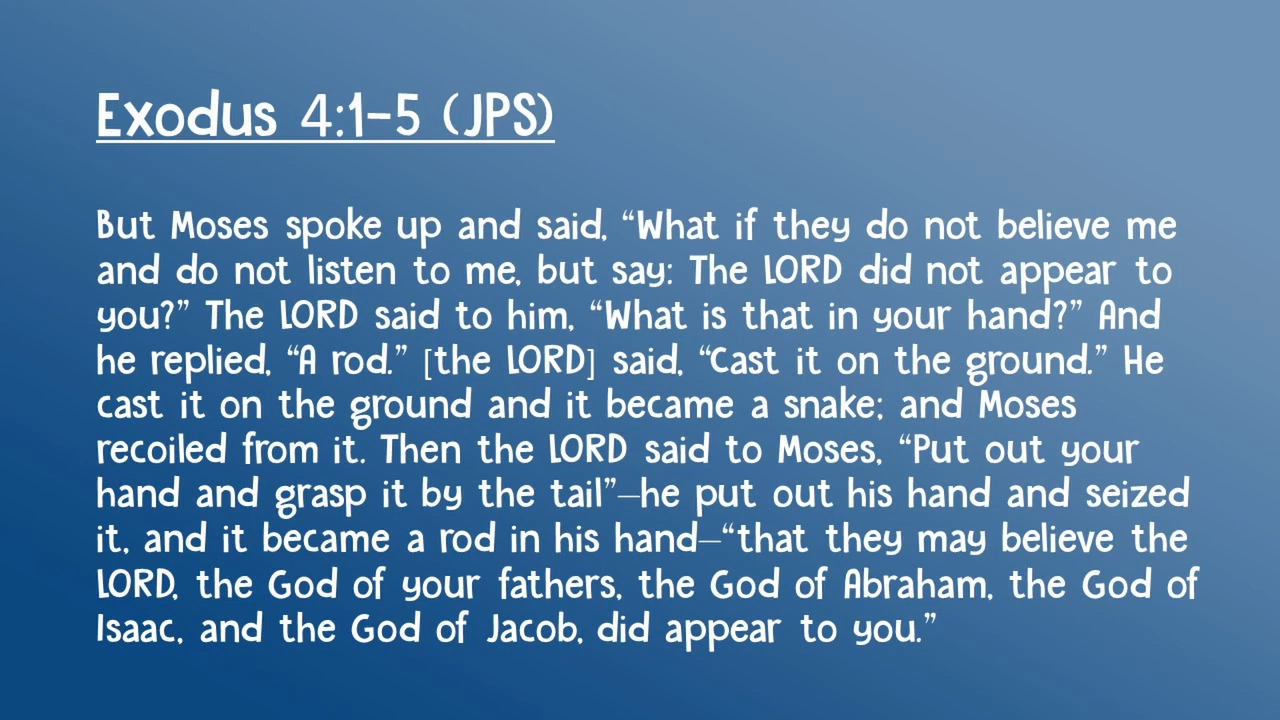 Exodus 4:1–5 (JPS)
But Moses spoke up and said, “What if they do not believe me
and do not listen to me, but say: The LORD did not appear to
you?” The LORD said to him, “What is that in your hand?” And
he replied, “A rod.” [the LORD] said, “Cast it on the ground.” He
cast it on the ground and it became a snake; and Moses
recoiled from it. Then the LORD said to Moses, “Put out your
hand and grasp it by the tail”—he put out his hand and seized
it, and it became a rod in his hand—“that they may believe the
LORD, the God of your fathers, the God of Abraham, the God of
Isaac, and the God of Jacob, did appear to you.”